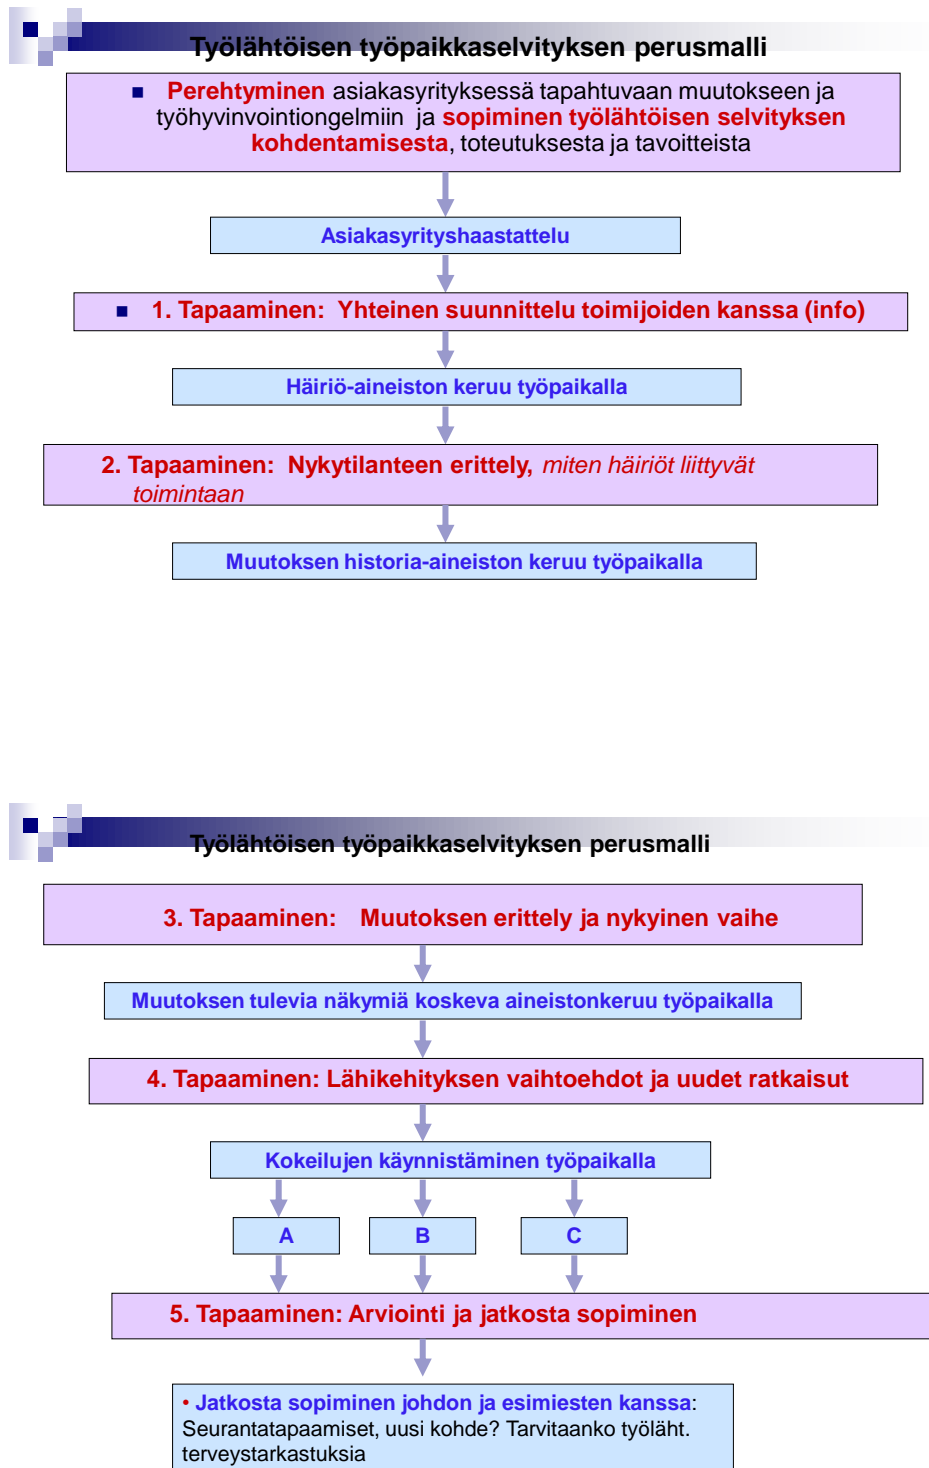 Työlähtöisen työpaikkaselvityksen perusmalli
Perehtyminen asiakasyrityksessä tapahtuvaan muutokseen ja
työhyvinvointiongelmiin ja sopiminen työlähtöisen selvityksen
kohdentamisesta, toteutuksesta ja tavoitteista
Asiakasyrityshaastattelu
1. Tapaaminen: Yhteinen suunnittelu toimijoiden kanssa (info)
Häiriö-aineiston keruu työpaikalla
2. Tapaaminen: Nykytilanteen erittely, miten häiriöt liittyvät
toimintaan
Muutoksen historia-aineiston keruu työpaikalla
Työlähtöisen työpaikkaselvityksen perusmalli
3. Tapaaminen: Muutoksen erittely ja nykyinen vaihe
Muutoksen tulevia näkymiä koskeva aineistonkeruu työpaikalla
4. Tapaaminen: Lähikehityksen vaihtoehdot ja uudet ratkaisut
Kokeilujen käynnistäminen työpaikalla
A B C
5. Tapaaminen: Arviointi ja jatkosta sopiminen
• Jatkosta sopiminen johdon ja esimiesten kanssa:
Seurantatapaamiset, uusi kohde? Tarvitaanko työläht.
terveystarkastuksia